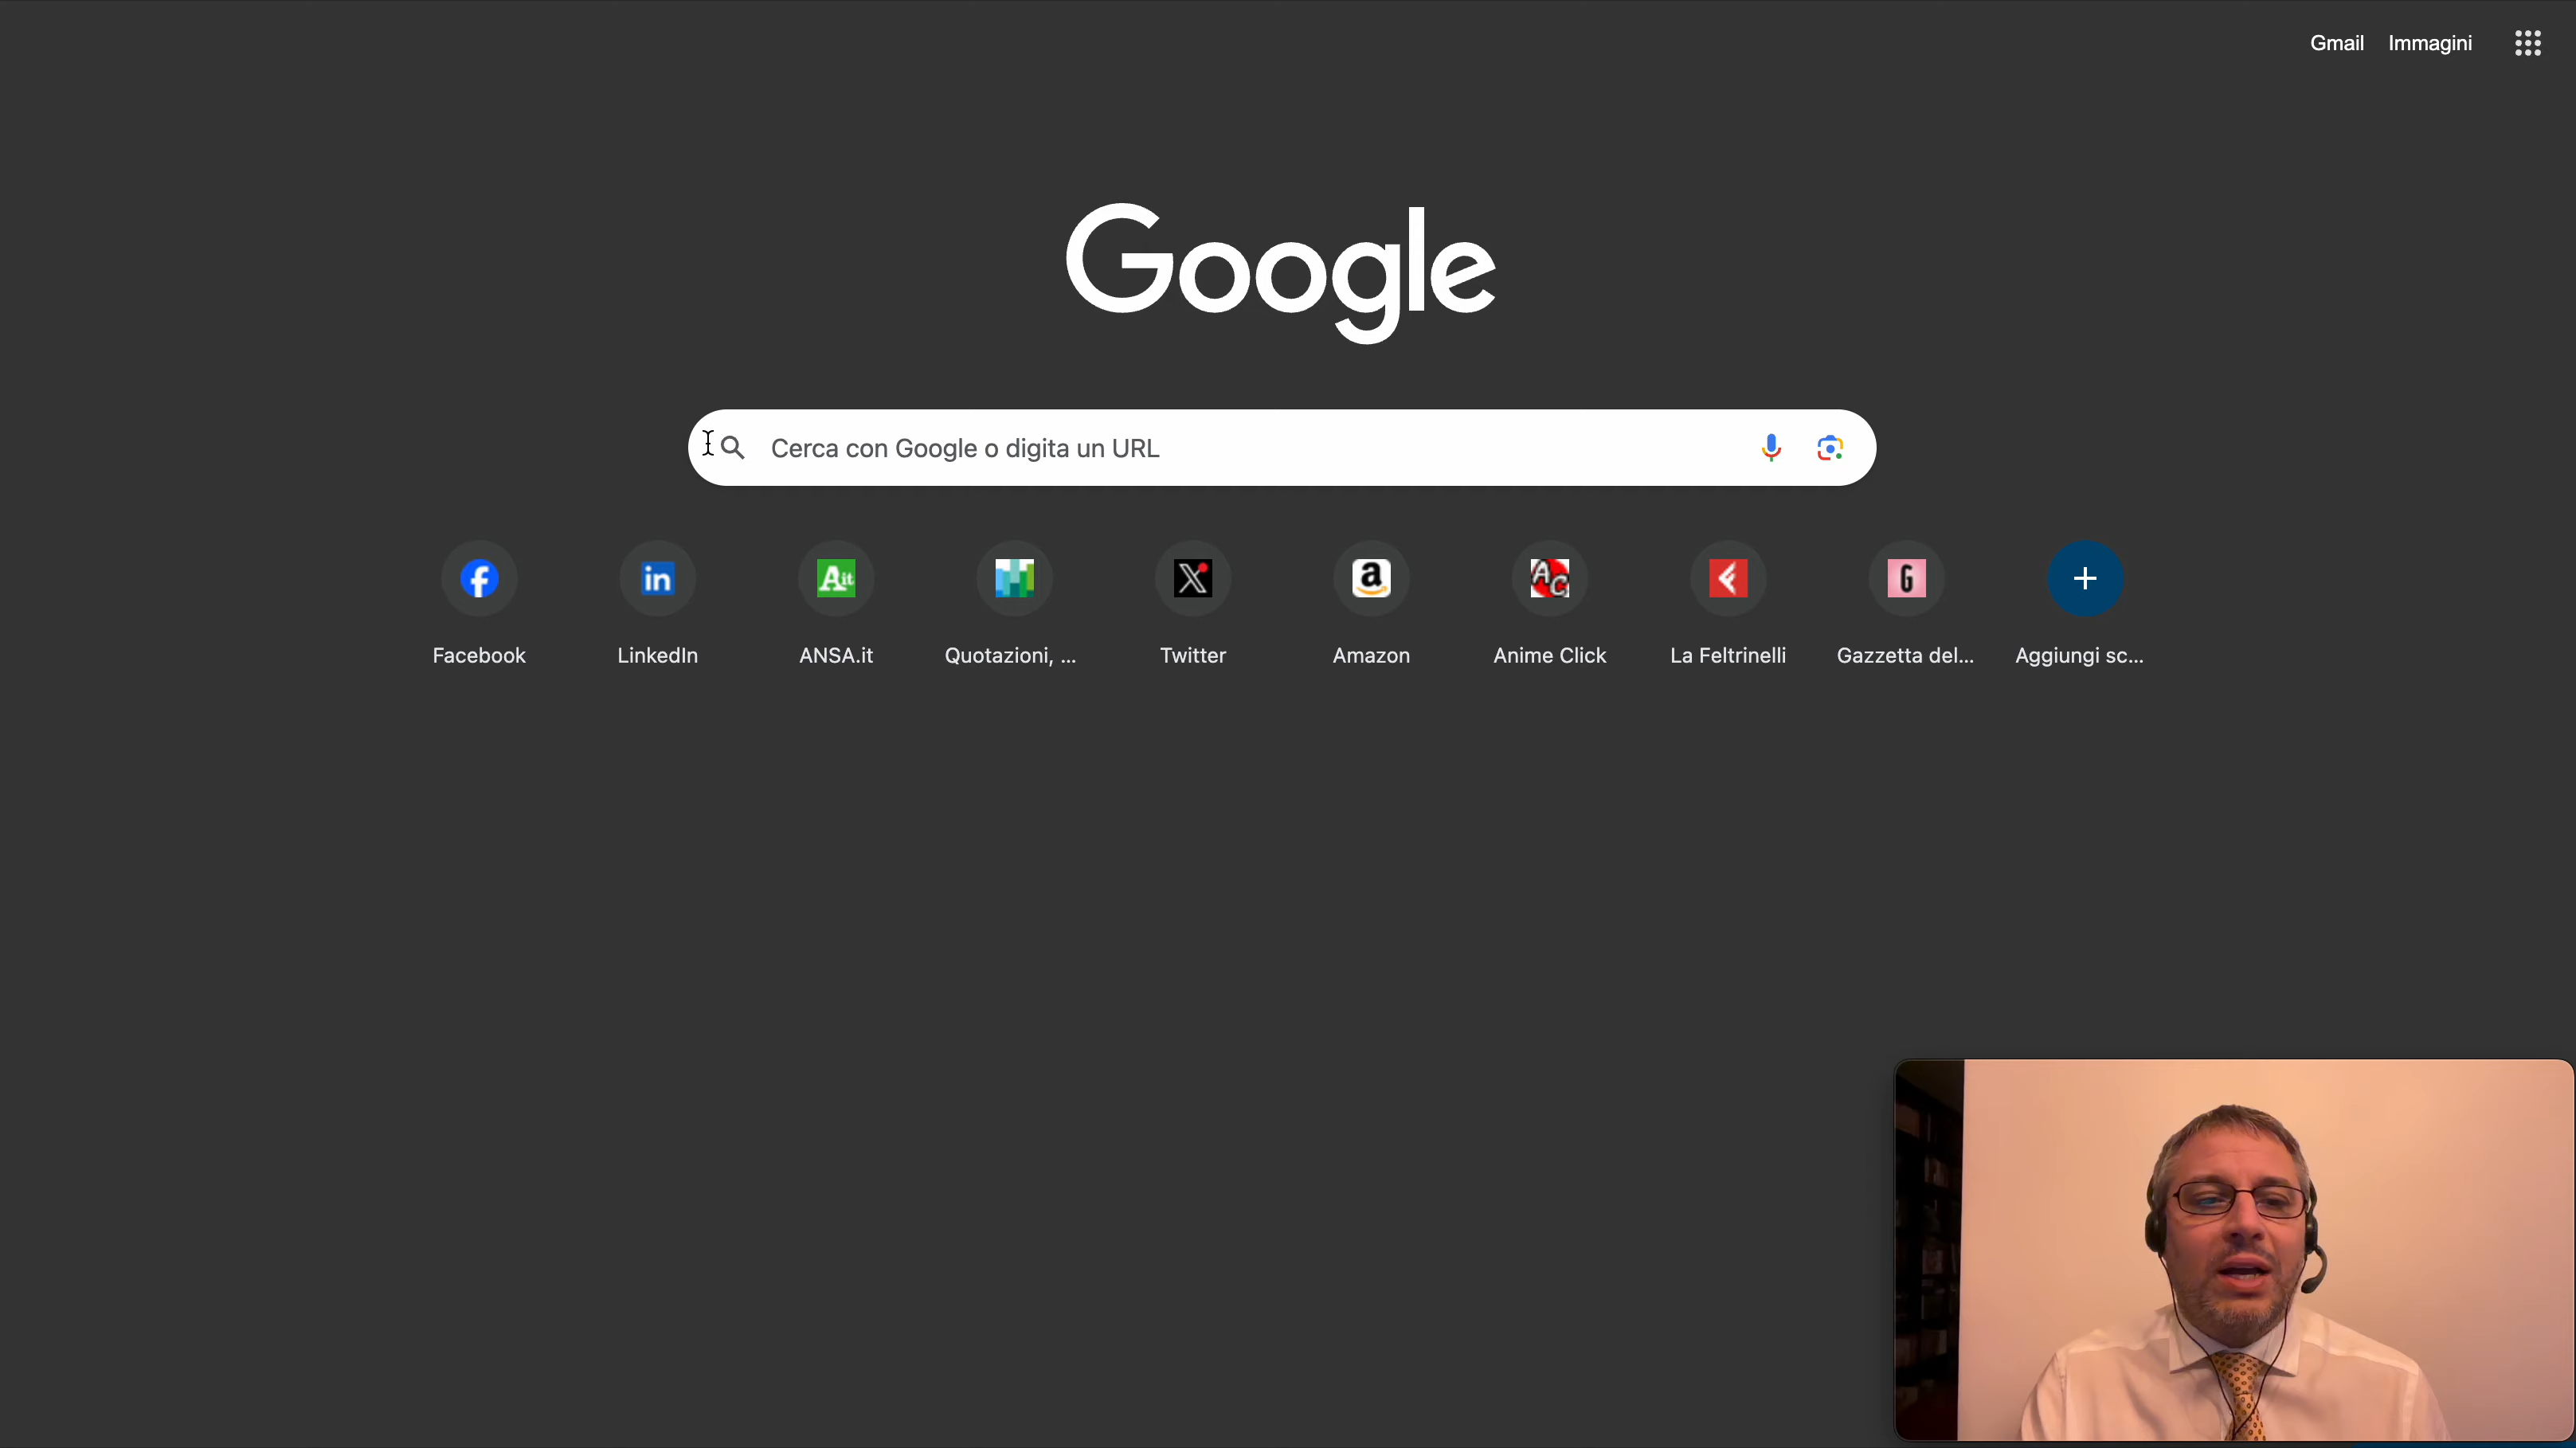 Gmail Immagini
Google
Cerca con Google o digita un URL
Facebook LinkedIn ANSA.it Quotazioni, ... Twitter Amazon Anime Click La Feltrinelli Gazzetta del... Aggiungi sc...